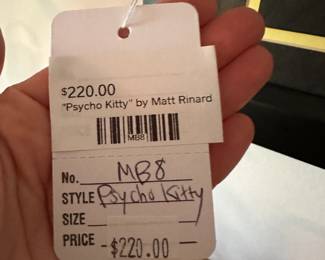 $220.00
"Psycho Kitty" by Matt Rinard
MB8
No. MB8
STYLE Psycho Kitty
SIZE
PRICE -$220.00-